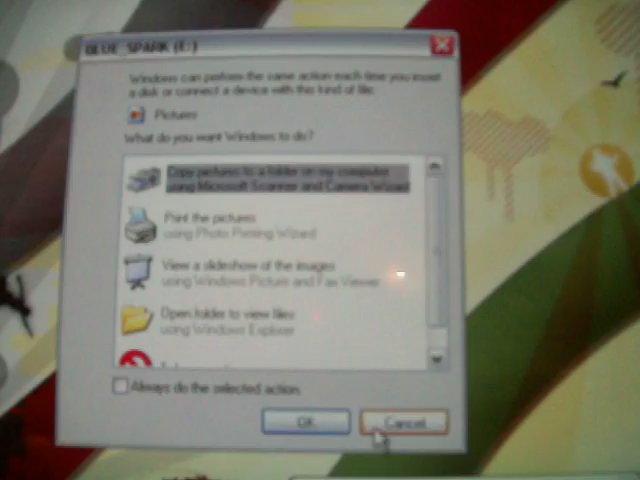 BLUE_SPARK (E:)
Windows can perform the same action each time you insert
a disk or connect a device with this kind of file:
Pictures
What do you want Windows to do?
Copy pictures to a folder on my computer
using Microsoft Scanner and Camera Wizard
Print the pictures
using Photo Printing Wizard
View a slideshow of the images
using Windows Picture and Fax Viewer
Open folder to view files
using Windows Explorer
Always do the selected action.
OK
Cancel